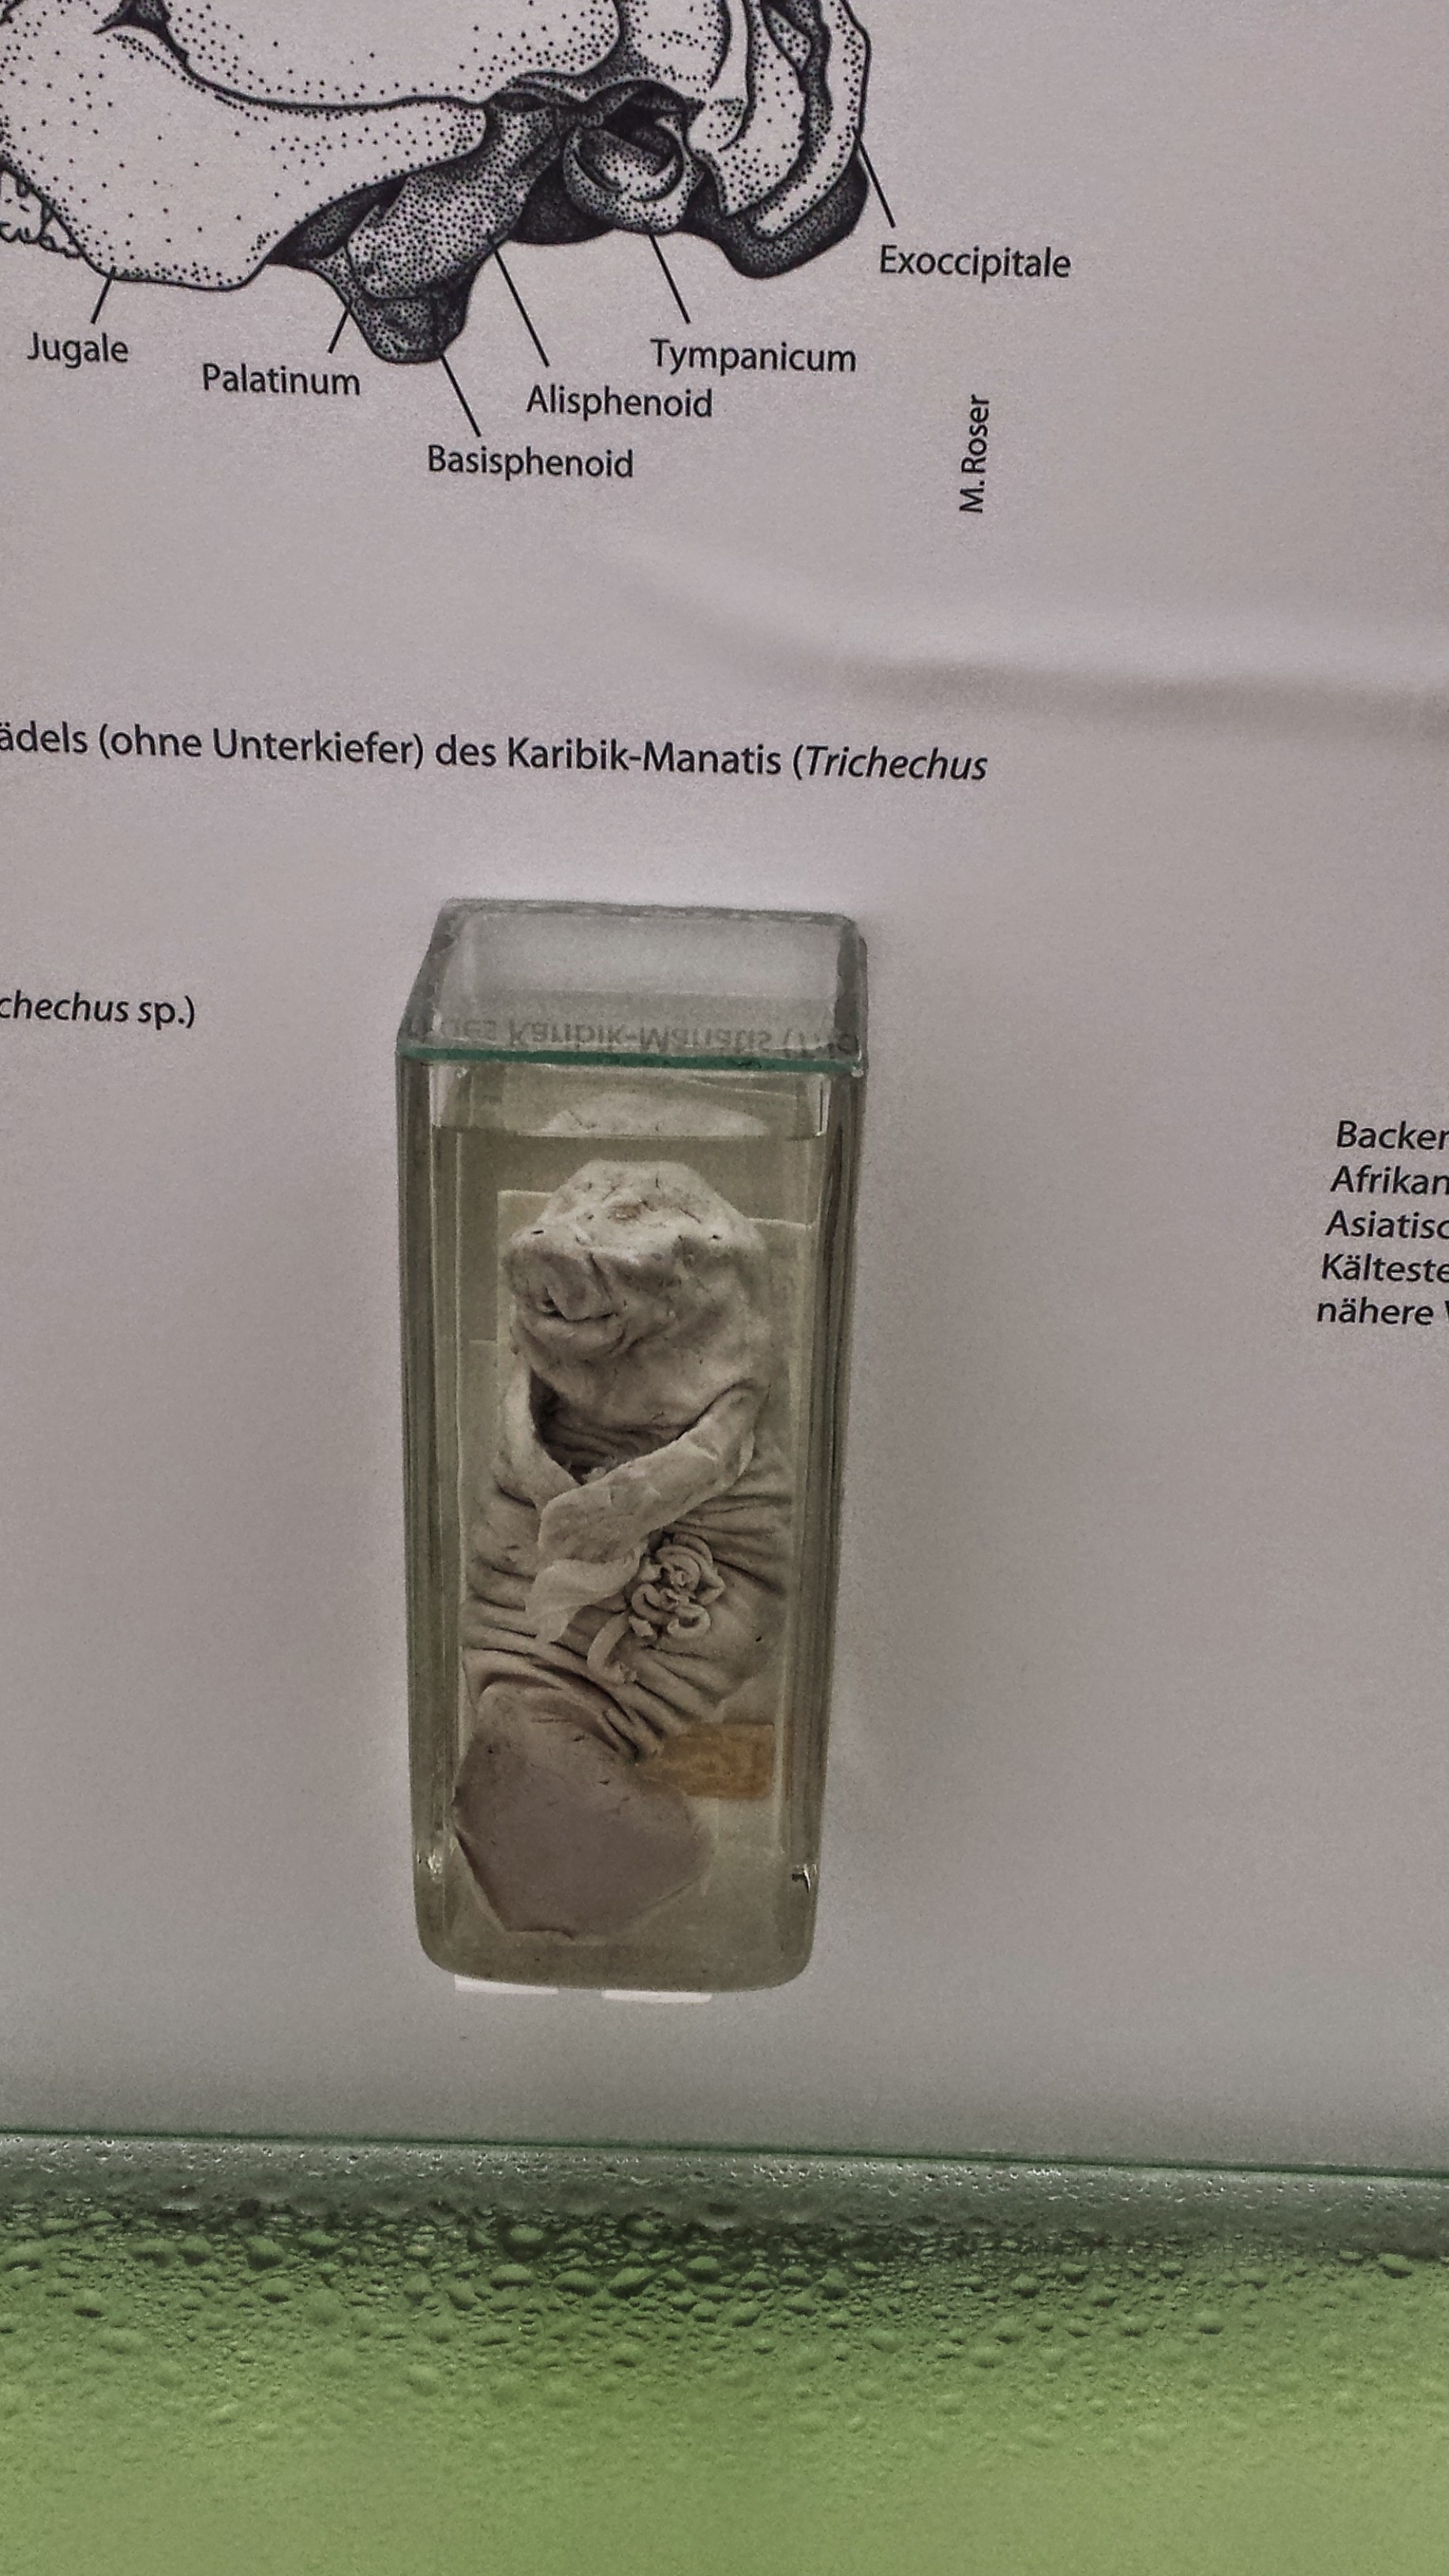 Exoccipitale
Jugale
Tympanicum
Palatinum
Alisphenoid
Basisphenoid
M. Roser
ädels (ohne Unterkiefer) des Karibik-Manatis (Trichechus
chechus sp.)
Backen
Afrikan
Asiatisc
Kälteste
nähere